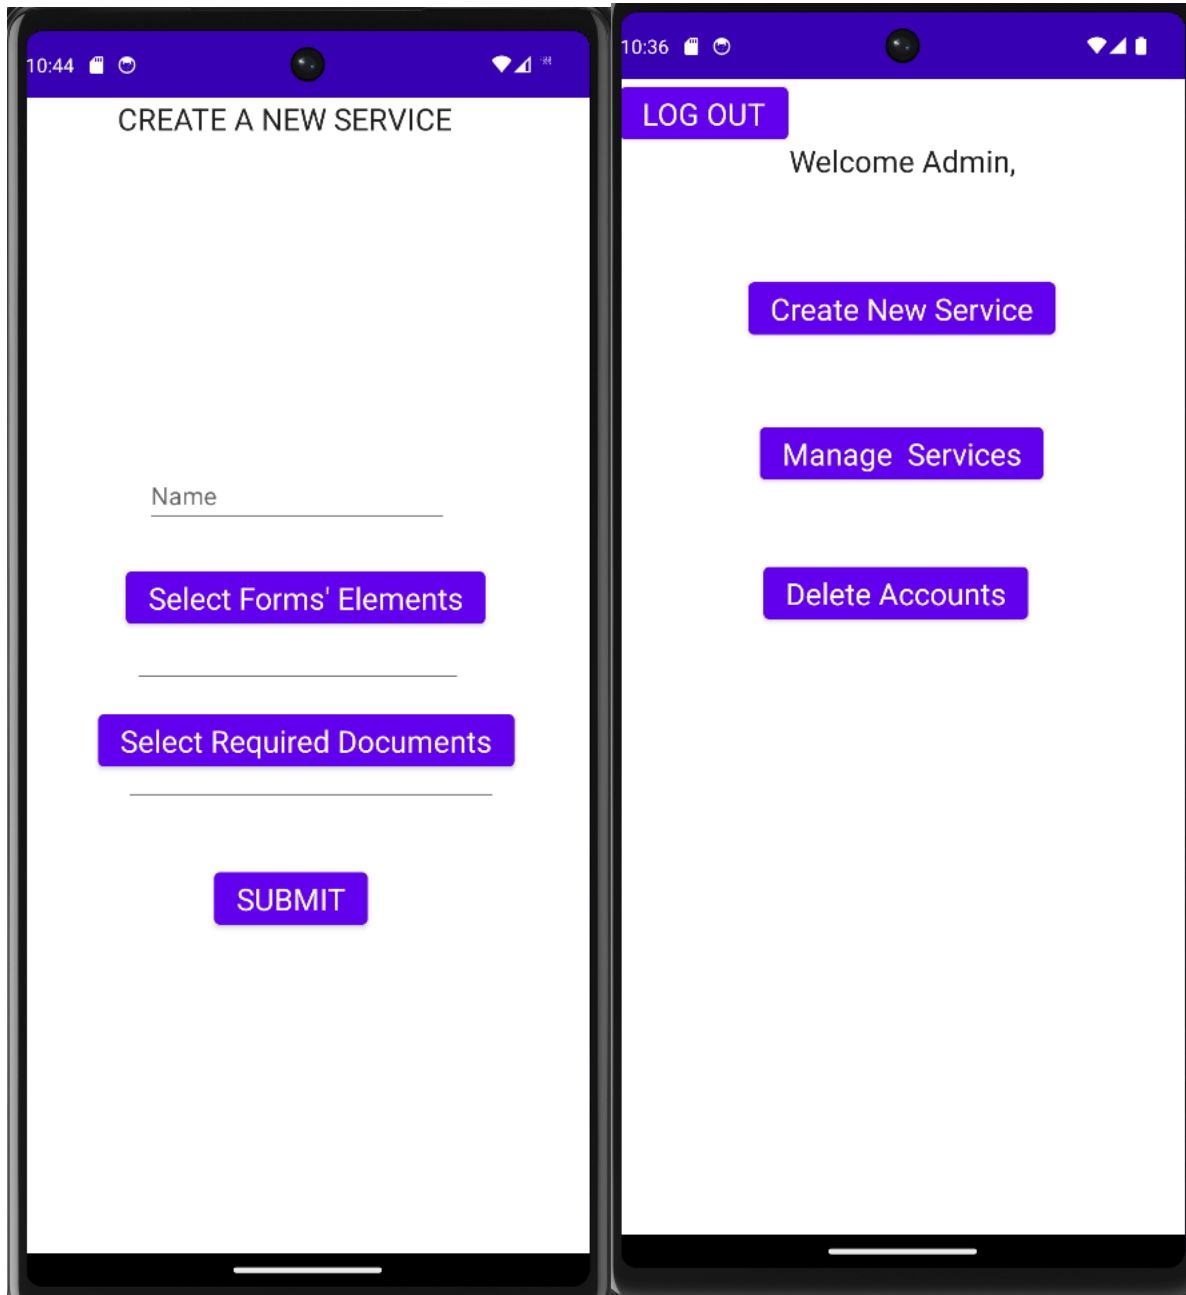 10:44
CREATE A NEW SERVICE
Name
Select Forms' Elements
Select Required Documents
SUBMIT
10:36
LOG OUT
Welcome Admin,
Create New Service
Manage  Services
Delete Accounts